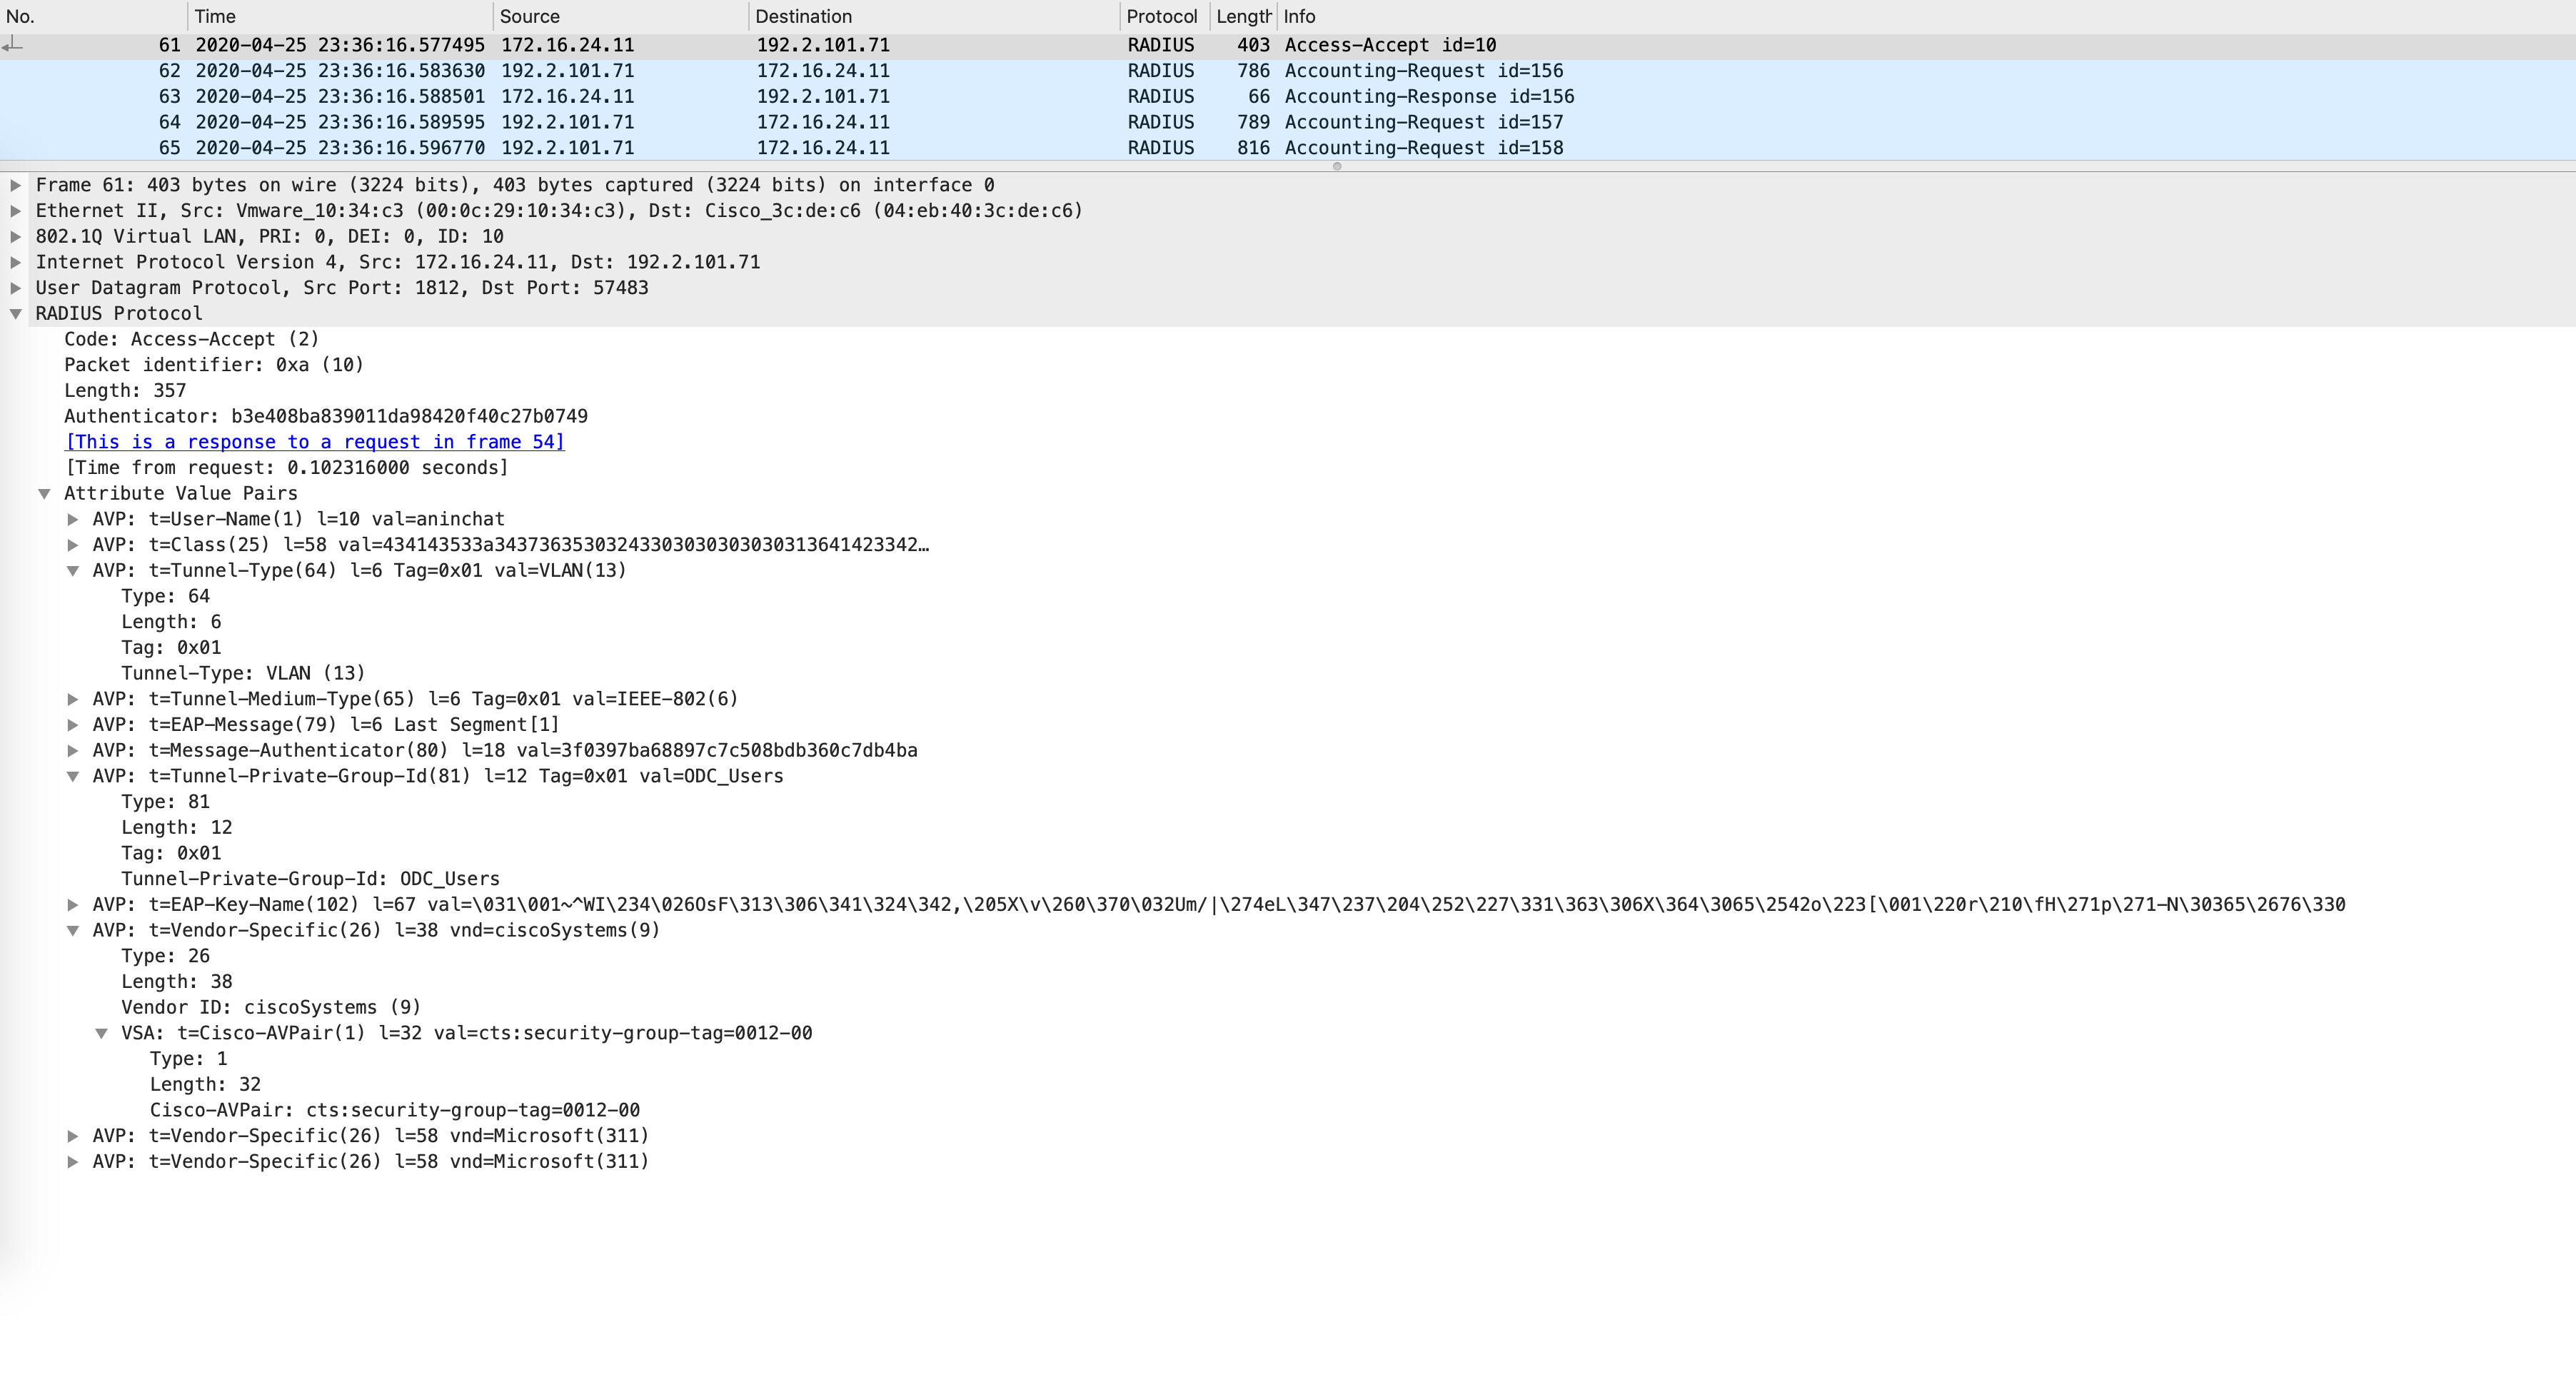 No. Time Source Destination Protocol Length Info
61 2020-04-25 23:36:16.577495 172.16.24.11 192.2.101.71 RADIUS 403 Access-Accept id=10
62 2020-04-25 23:36:16.583630 192.2.101.71 172.16.24.11 RADIUS 786 Accounting-Request id=156
63 2020-04-25 23:36:16.588501 172.16.24.11 192.2.101.71 RADIUS 66 Accounting-Response id=156
64 2020-04-25 23:36:16.589595 192.2.101.71 172.16.24.11 RADIUS 789 Accounting-Request id=157
65 2020-04-25 23:36:16.596770 192.2.101.71 172.16.24.11 RADIUS 816 Accounting-Request id=158
Frame 61: 403 bytes on wire (3224 bits), 403 bytes captured (3224 bits) on interface 0
Ethernet II, Src: Vmware_10:34:c3 (00:0c:29:10:34:c3), Dst: Cisco_3c:de:c6 (04:eb:40:3c:de:c6)
802.1Q Virtual LAN, PRI: 0, DEI: 0, ID: 10
Internet Protocol Version 4, Src: 172.16.24.11, Dst: 192.2.101.71
User Datagram Protocol, Src Port: 1812, Dst Port: 57483
RADIUS Protocol
Code: Access-Accept (2)
Packet identifier: 0xa (10)
Length: 357
Authenticator: b3e408ba839011da98420f40c27b0749
[This is a response to a request in frame 54]
[Time from request: 0.102316000 seconds]
Attribute Value Pairs
AVP: t=User-Name(1) l=10 val=aninchat
AVP: t=Class(25) l=58 val=434143533a3437363530324330303030303031364142334​2…
AVP: t=Tunnel-Type(64) l=6 Tag=0x01 val=VLAN(13)
Type: 64
Length: 6
Tag: 0x01
Tunnel-Type: VLAN (13)
AVP: t=Tunnel-Medium-Type(65) l=6 Tag=0x01 val=IEEE-802(6)
AVP: t=EAP-Message(79) l=6 Last Segment[1]
AVP: t=Message-Authenticator(80) l=18 val=3f0397ba68897c7c508bdb360c7db4ba
AVP: t=Tunnel-Private-Group-Id(81) l=12 Tag=0x01 val=ODC_Users
Type: 81
Length: 12
Tag: 0x01
Tunnel-Private-Group-Id: ODC_Users
AVP: t=EAP-Key-Name(102) l=67 val=\031\001~^WI\234\026OsF\313\306\341\324\342,\205X\v\260\370\032Um/|\274eL\347\237\204\252\227\331\363\306X\364\3065\2542o\223[\001\220r\210\fH\271p\271—N\30365\2676\330
AVP: t=Vendor-Specific(26) l=38 vnd=ciscoSystems(9)
Type: 26
Length: 38
Vendor ID: ciscoSystems (9)
VSA: t=Cisco-AVPair(1) l=32 val=cts:security-group-tag=0012-00
Type: 1
Length: 32
Cisco-AVPair: cts:security-group-tag=0012-00
AVP: t=Vendor-Specific(26) l=58 vnd=Microsoft(311)
AVP: t=Vendor-Specific(26) l=58 vnd=Microsoft(311)